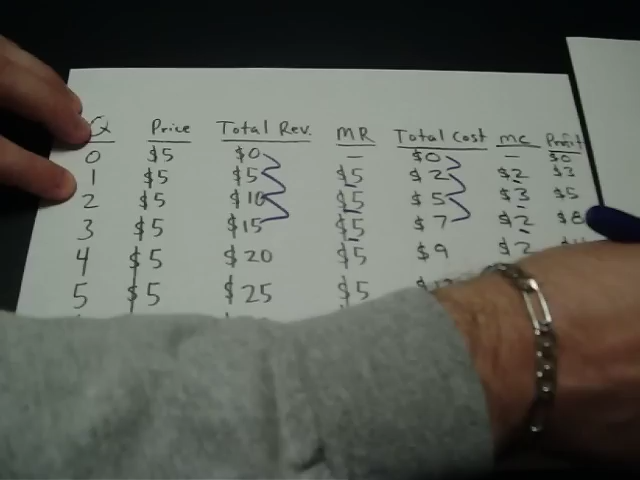 Q Price Total Rev. MR Total Cost MC Profit
0 $5 $0 – $0 – $0
1 $5 $5 $5 $2 $2 $3
2 $5 $10 $5 $5 $3 $5
3 $5 $15 $5 $7 $2 $8
4 $5 $20 $5 $9 $2
5 $5 $25 $5